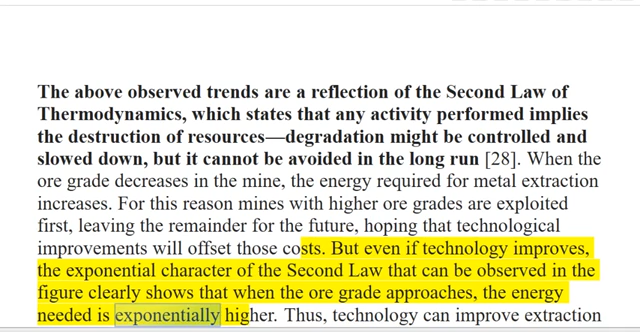 The above observed trends are a reflection of the Second Law of
Thermodynamics, which states that any activity performed implies
the destruction of resources—degradation might be controlled and
slowed down, but it cannot be avoided in the long run [28]. When the
ore grade decreases in the mine, the energy required for metal extraction
increases. For this reason mines with higher ore grades are exploited
first, leaving the remainder for the future, hoping that technological
improvements will offset those costs. But even if technology improves,
the exponential character of the Second Law that can be observed in the
figure clearly shows that when the ore grade approaches, the energy
needed is exponentially higher. Thus, technology can improve extraction